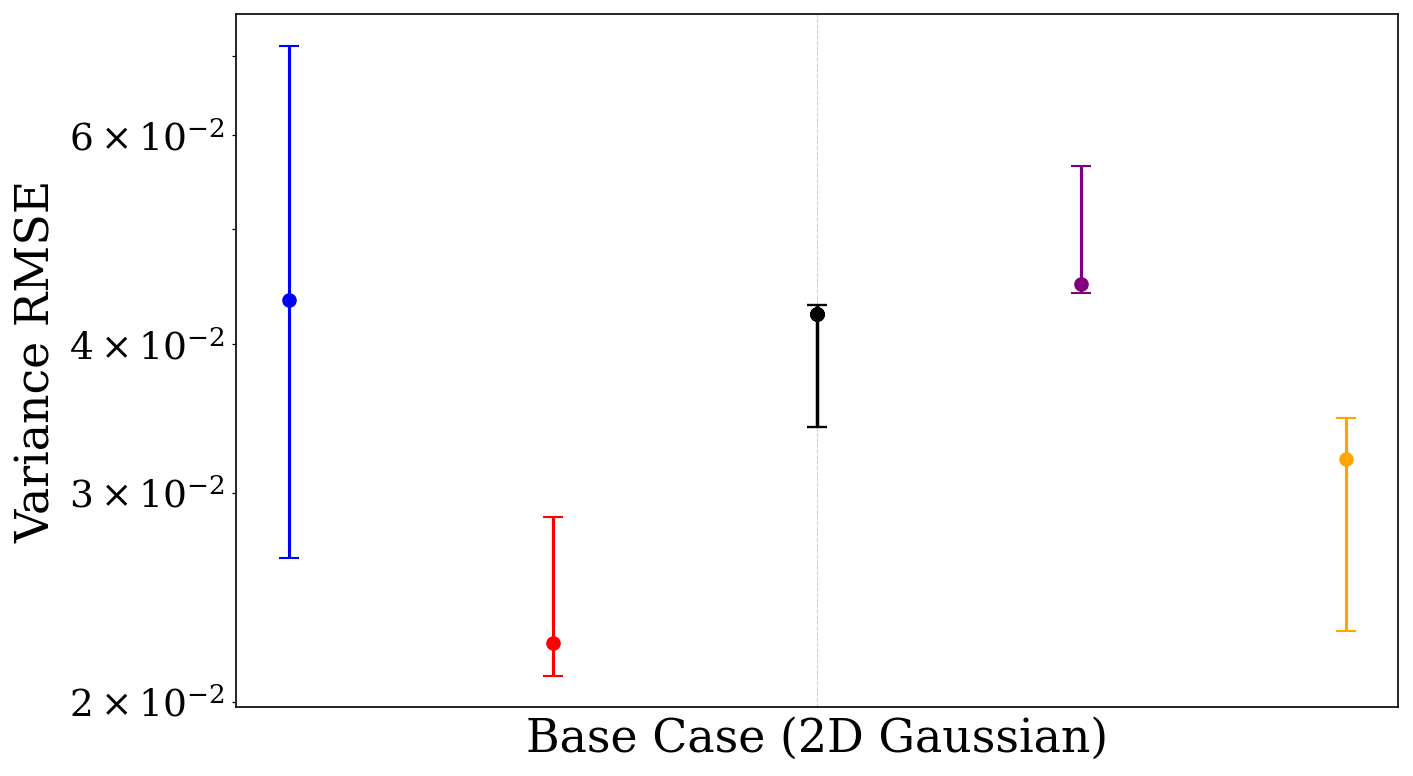 Variance RMSE
6 × 10⁻²
4 × 10⁻²
3 × 10⁻²
2 × 10⁻²
Base Case (2D Gaussian)